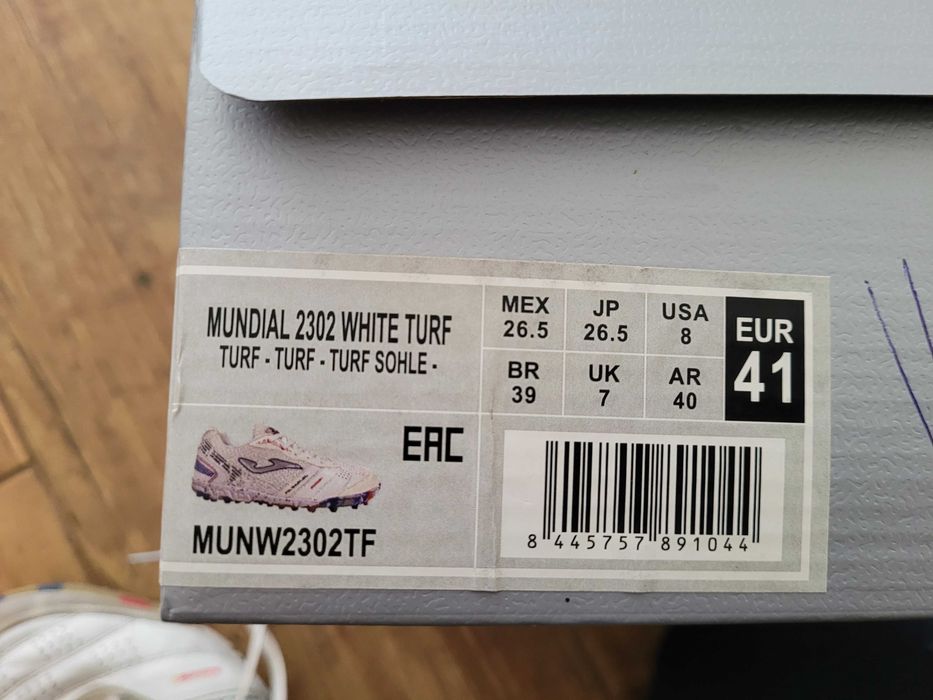 MUNDIAL 2302 WHITE TURF
TURF - TURF - TURF SOHLE -
MEX
26.5
JP
26.5
USA
8
BR
39
UK
7
AR
40
EUR
41
EAC
MUNW2302TF
8 445757 891044